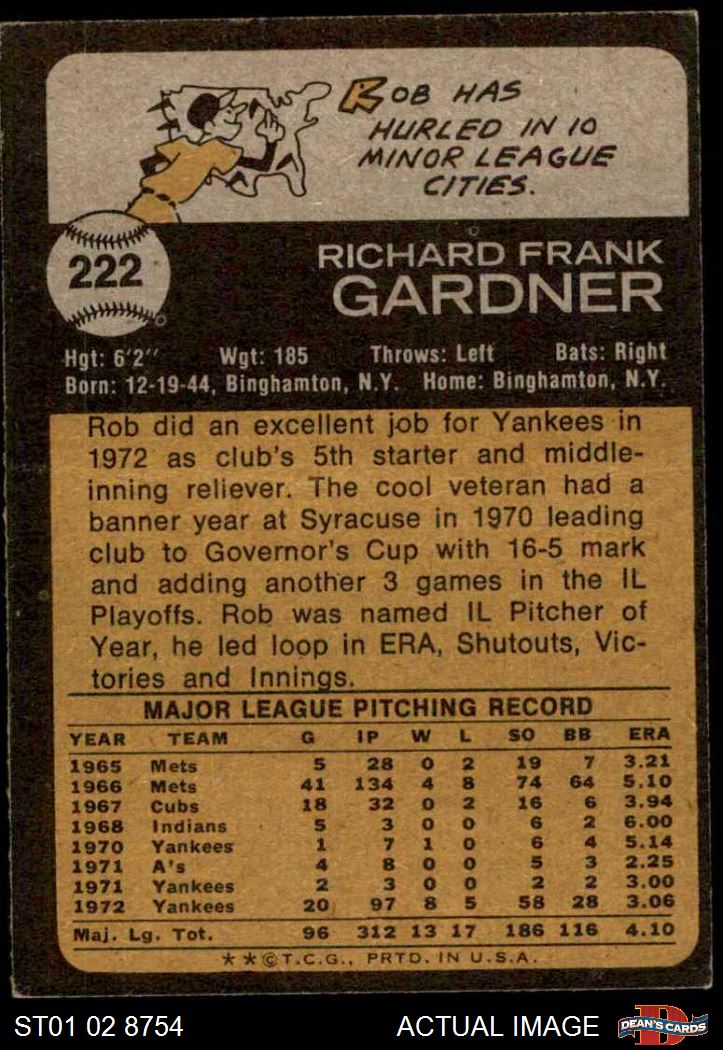 ROB HAS
HURLED IN 10
MINOR LEAGUE
CITIES.
222
RICHARD FRANK
GARDNER
Hgt: 6'2" Wgt: 185 Throws: Left Bats: Right
Born: 12-19-44, Binghamton, N.Y. Home: Binghamton, N.Y.
Rob did an excellent job for Yankees in
1972 as club's 5th starter and middle-
inning reliever. The cool veteran had a
banner year at Syracuse in 1970 leading
club to Governor's Cup with 16-5 mark
and adding another 3 games in the IL
Playoffs. Rob was named IL Pitcher of
Year, he led loop in ERA, Shutouts, Vic-
tories and Innings.
MAJOR LEAGUE PITCHING RECORD
YEAR TEAM G IP W L SO BB ERA
1965 Mets 5 28 0 2 19 7 3.21
1966 Mets 41 134 4 8 74 64 5.10
1967 Cubs 18 32 0 2 16 6 3.94
1968 Indians 5 3 0 0 6 2 6.00
1970 Yankees 1 7 1 0 6 4 5.14
1971 A's 4 8 0 0 5 3 2.25
1971 Yankees 2 3 0 0 2 2 3.00
1972 Yankees 20 97 8 5 58 28 3.06
Maj. Lg. Tot. 96 312 13 17 186 116 4.10
**©T.C.G., PRTD. IN U.S.A.
ST01 02 8754 ACTUAL IMAGE DEAN'S CARDS